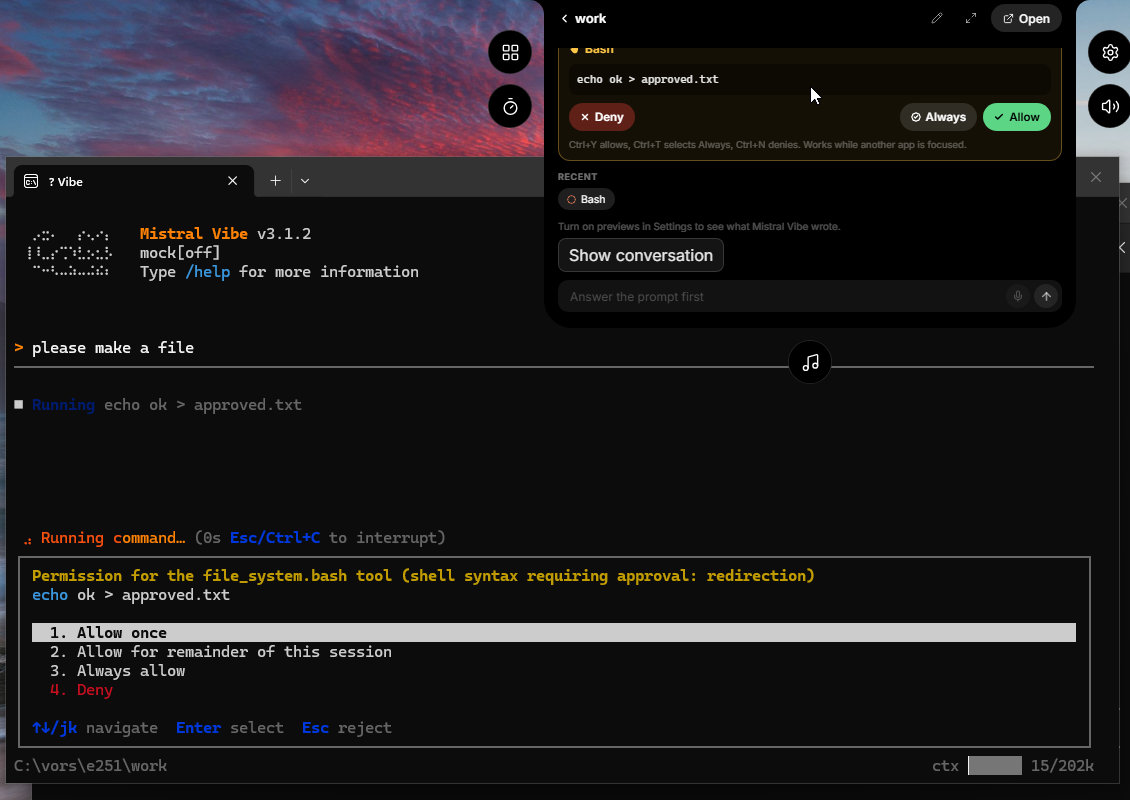 work
Open
Bash
echo ok > approved.txt
Deny
Always
Allow
Ctrl+Y allows, Ctrl+T selects Always, Ctrl+N denies. Works while another app is focused.
RECENT
Bash
Turn on previews in Settings to see what Mistral Vibe wrote.
Show conversation
Answer the prompt first
? Vibe
Mistral Vibe v3.1.2
mock[off]
Type /help for more information
> please make a file
Running echo ok > approved.txt
Running command… (0s Esc/Ctrl+C to interrupt)
Permission for the file_system.bash tool (shell syntax requiring approval: redirection)
echo ok > approved.txt
1. Allow once
2. Allow for remainder of this session
3. Always allow
4. Deny
↑↓/jk navigate Enter select Esc reject
C:\vors\e251\work
ctx 15/202k